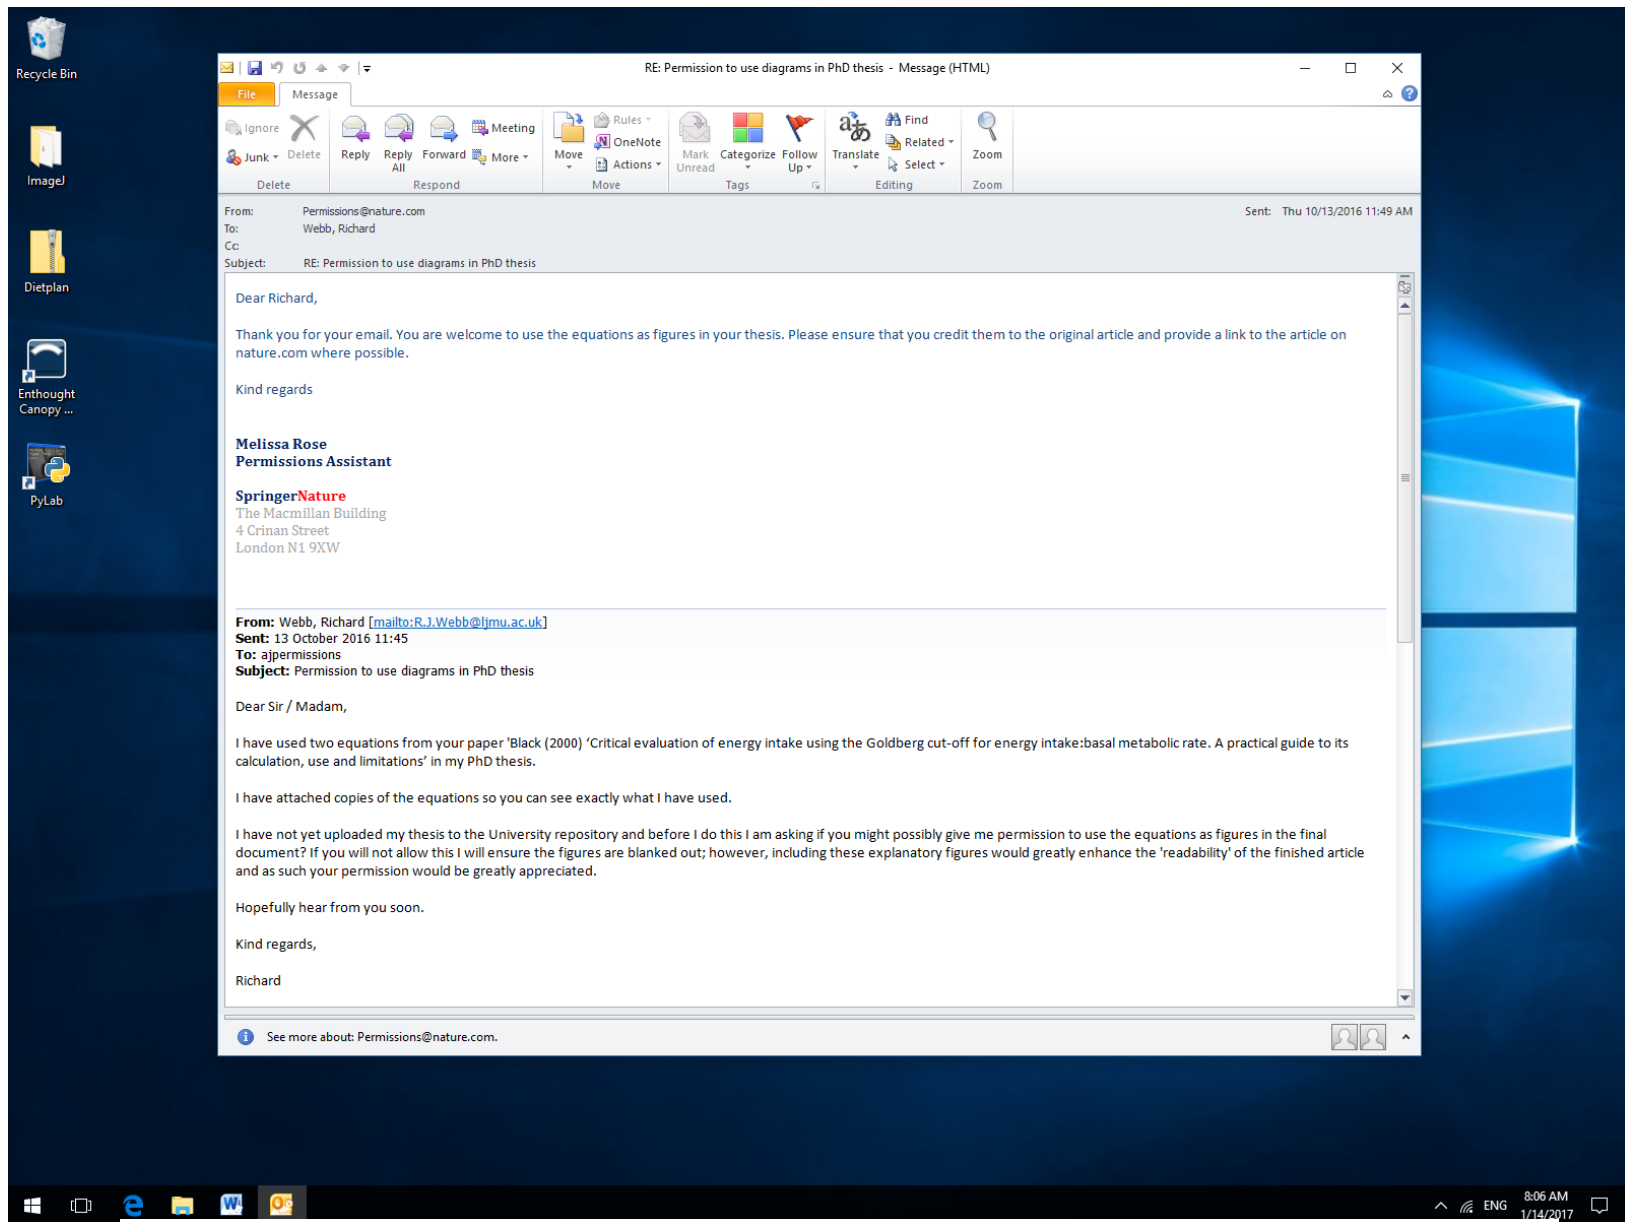 Recycle Bin
ImageJ
Dietplan
Enthought
Canopy ...
PyLab
RE: Permission to use diagrams in PhD thesis - Message (HTML)
File Message
Ignore
Junk
Delete
Delete
Reply
Reply
All
Forward
Meeting
More
Respond
Move
Rules
OneNote
Actions
Move
Mark
Unread
Categorize
Follow
Up
Tags
Translate
Find
Related
Select
Editing
Zoom
Zoom
From: Permissions@nature.com Sent: Thu 10/13/2016 11:49 AM
To: Webb, Richard
Cc:
Subject: RE: Permission to use diagrams in PhD thesis
Dear Richard,
Thank you for your email. You are welcome to use the equations as figures in your thesis. Please ensure that you credit them to the original article and provide a link to the article on
nature.com where possible.
Kind regards
Melissa Rose
Permissions Assistant
SpringerNature
The Macmillan Building
4 Crinan Street
London N1 9XW
From: Webb, Richard [mailto:R.J.Webb@ljmu.ac.uk]
Sent: 13 October 2016 11:45
To: ajpermissions
Subject: Permission to use diagrams in PhD thesis
Dear Sir / Madam,
I have used two equations from your paper 'Black (2000) ‘Critical evaluation of energy intake using the Goldberg cut-off for energy intake:basal metabolic rate. A practical guide to its
calculation, use and limitations’ in my PhD thesis.
I have attached copies of the equations so you can see exactly what I have used.
I have not yet uploaded my thesis to the University repository and before I do this I am asking if you might possibly give me permission to use the equations as figures in the final
document? If you will not allow this I will ensure the figures are blanked out; however, including these explanatory figures would greatly enhance the 'readability' of the finished article
and as such your permission would be greatly appreciated.
Hopefully hear from you soon.
Kind regards,
Richard
See more about: Permissions@nature.com.
ENG
8:06 AM
1/14/2017